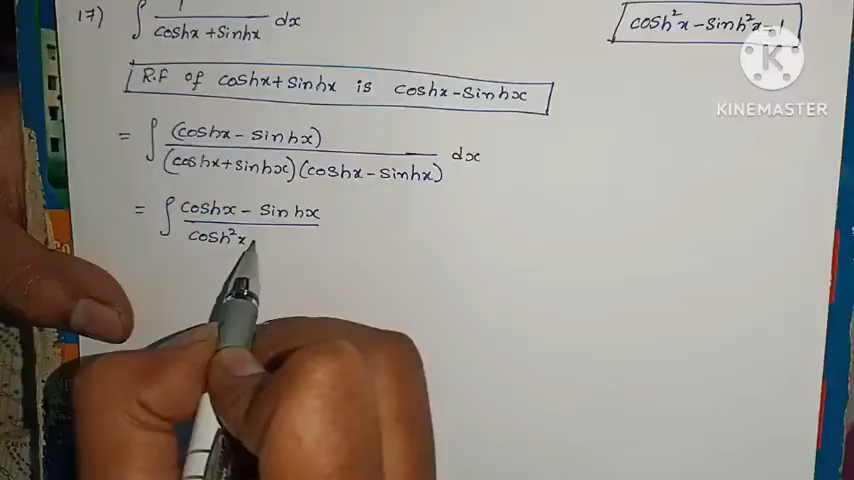 17) ∫ 1/(coshx + sinhx) dx
cosh²x - sinh²x = 1
KINEMASTER
R.F of coshx + sinhx is coshx - sinhx
= ∫ (coshx - sinhx)/((coshx + sinhx)(coshx - sinhx)) dx
= ∫ (coshx - sinhx)/(cosh²x